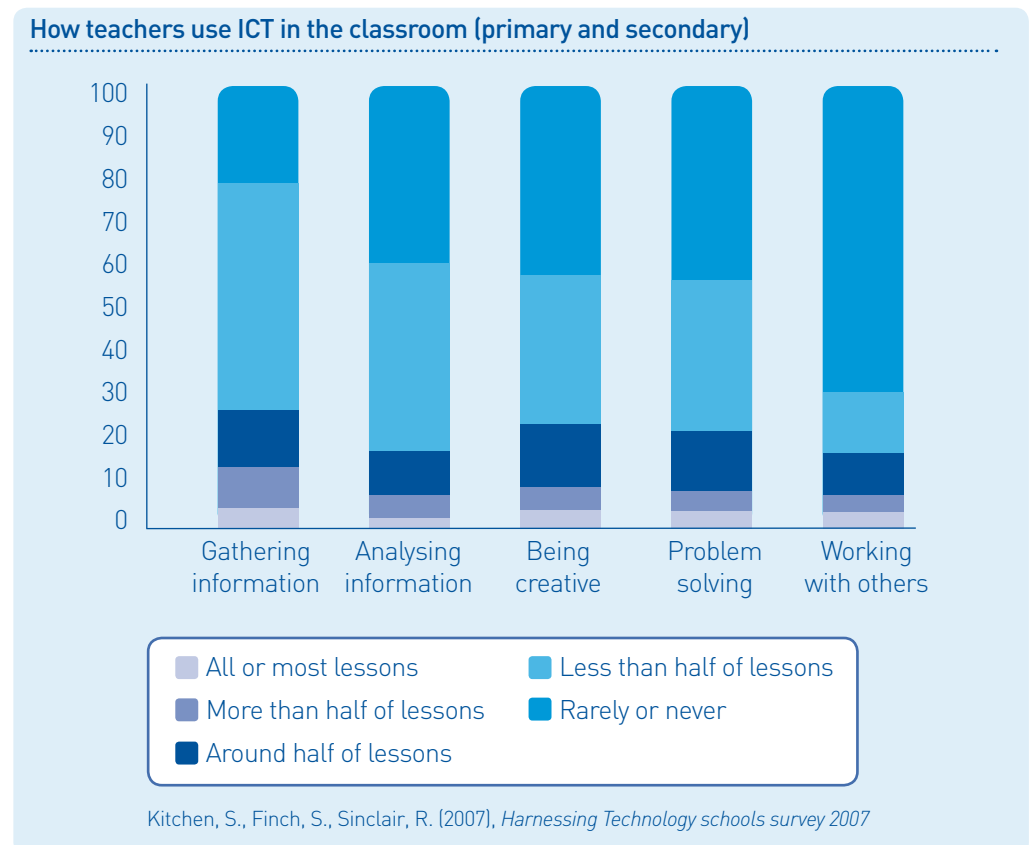 How teachers use ICT in the classroom (primary and secondary)
100
90
80
70
60
50
40
30
20
10
0
Gathering information
Analysing information
Being creative
Problem solving
Working with others
All or most lessons
More than half of lessons
Around half of lessons
Less than half of lessons
Rarely or never
Kitchen, S., Finch, S., Sinclair, R. (2007), Harnessing Technology schools survey 2007